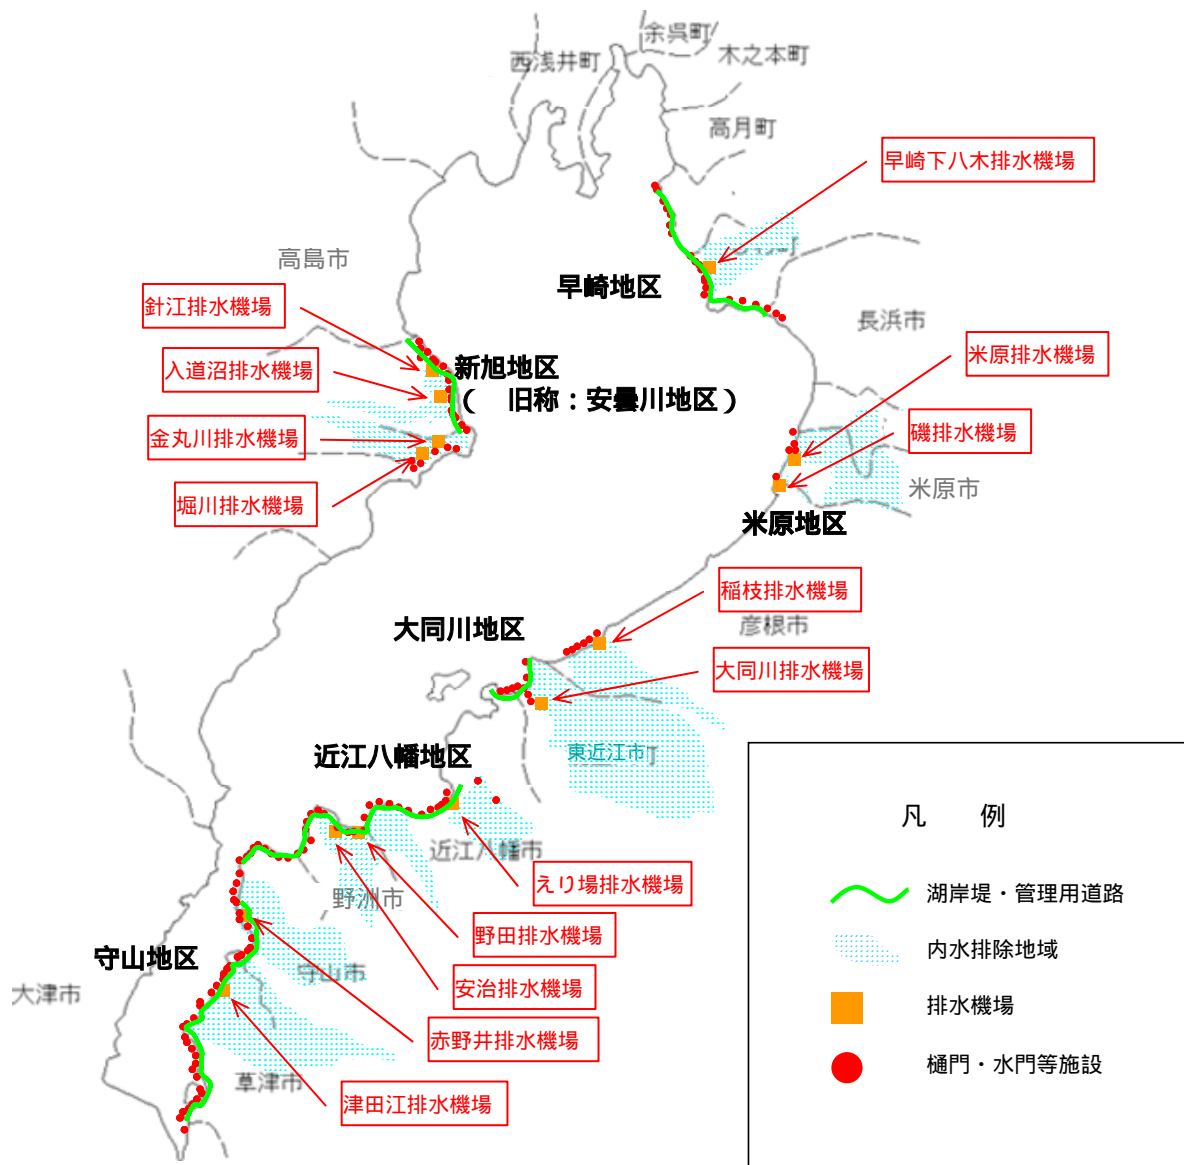 余呉町
西浅井町
木之本町
高月町
早崎下八木排水機場
高島市
早崎地区
針江排水機場
長浜市
米原排水機場
入道沼排水機場
新旭地区
( 旧称:安曇川地区)
金丸川排水機場
磯排水機場
堀川排水機場
米原市
米原地区
稲枝排水機場
大同川地区
彦根市
大同川排水機場
近江八幡地区
東近江市
凡 例
近江八幡市
えり場排水機場
湖岸堤・管理用道路
野洲市
野田排水機場
内水排除地域
守山地区
守山市
大津市
安治排水機場
排水機場
赤野井排水機場
樋門・水門等施設
草津市
津田江排水機場